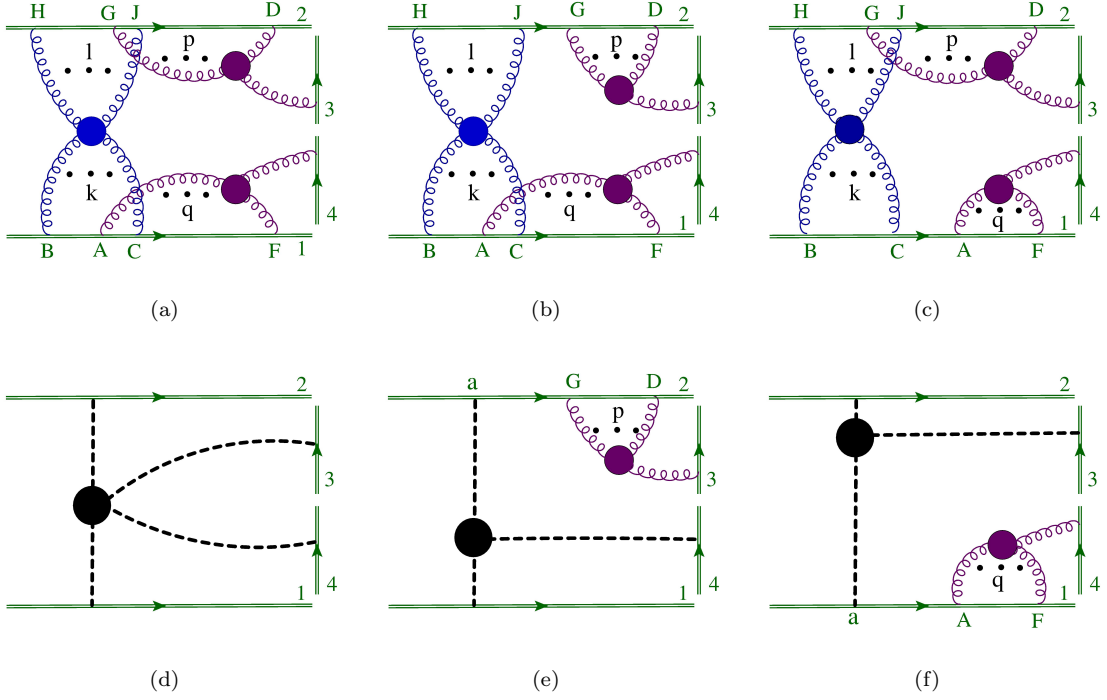 H G J D 2
l p
3
k q 4
B A C F 1
(a)
H J G D 2
l p
3
k q 4
B A C F 1
(b)
H G J D 2
l p
3
k q 4
B C A F 1
(c)
2
3
4
1
(d)
a G D 2
p
3
4
1
(e)
2
3
q 4
a A F 1
(f)